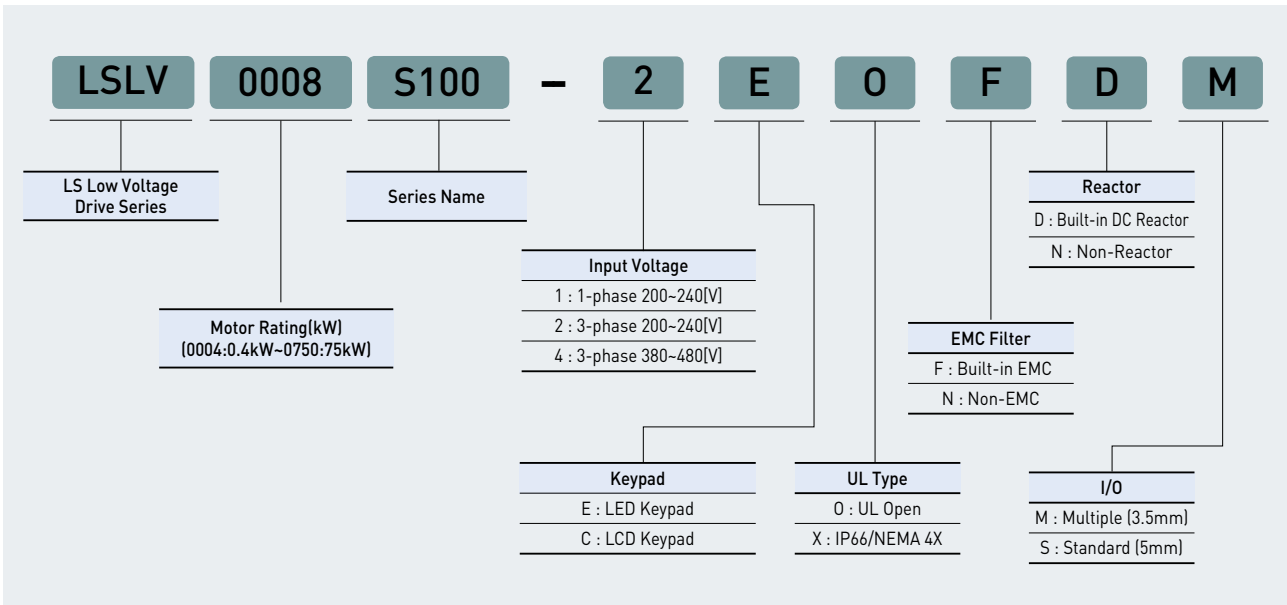 LSLV 0008 S100 – 2 E O F D M
LS Low Voltage
Drive Series
Motor Rating(kW)
(0004:0.4kW~0750:75kW)
Series Name
Input Voltage
1 : 1-phase 200~240[V]
2 : 3-phase 200~240[V]
4 : 3-phase 380~480[V]
Keypad
E : LED Keypad
C : LCD Keypad
UL Type
O : UL Open
X : IP66/NEMA 4X
EMC Filter
F : Built-in EMC
N : Non-EMC
Reactor
D : Built-in DC Reactor
N : Non-Reactor
I/O
M : Multiple (3.5mm)
S : Standard (5mm)